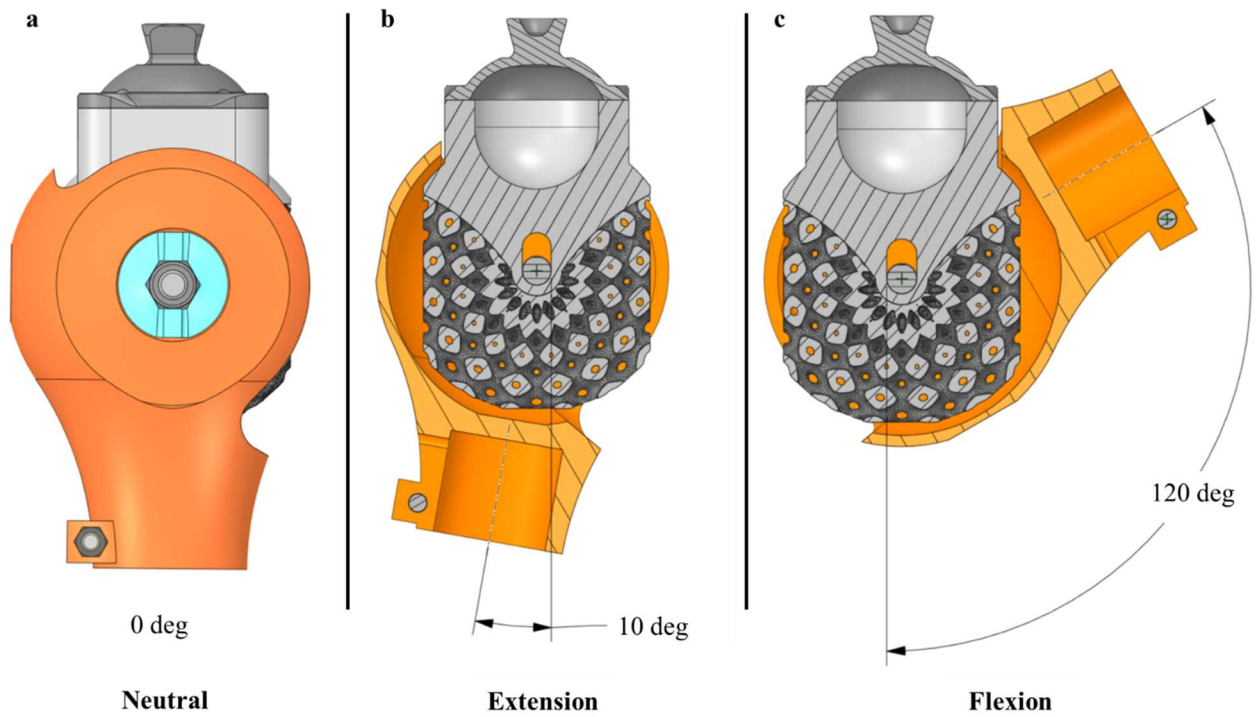 a
b
c
120 deg
0 deg
10 deg
Neutral
Extension
Flexion